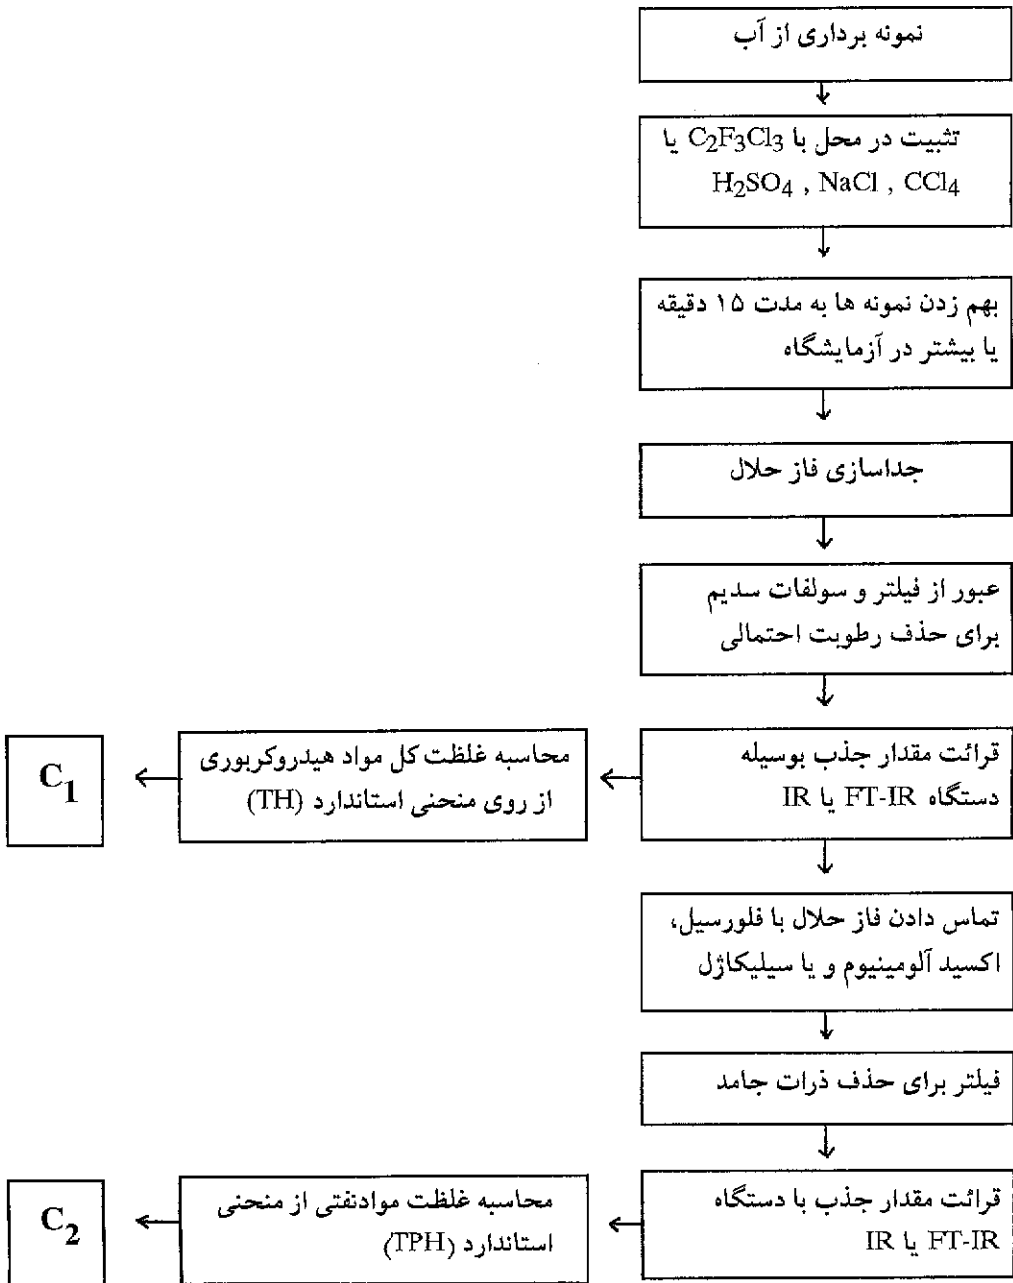 نمونه برداری از آب
تثبیت در محل با C₂F₃Cl₃ یا
H₂SO₄ , NaCl , CCl₄
بهم زدن نمونه ها به مدت ۱۵ دقیقه
یا بیشتر در آزمایشگاه
جداسازی فاز حلال
عبور از فیلتر و سولفات سدیم
برای حذف رطوبت احتمالی
قرائت مقدار جذب بوسیله
دستگاه FT-IR یا IR
محاسبه غلظت کل مواد هیدروکربوری
از روی منحنی استاندارد (TH)
C₁
تماس دادن فاز حلال با فلورسیل،
اکسید آلومینیوم و یا سیلیکاژل
فیلتر برای حذف ذرات جامد
قرائت مقدار جذب با دستگاه
FT-IR یا IR
محاسبه غلظت موادنفتی از منحنی
استاندارد (TPH)
C₂